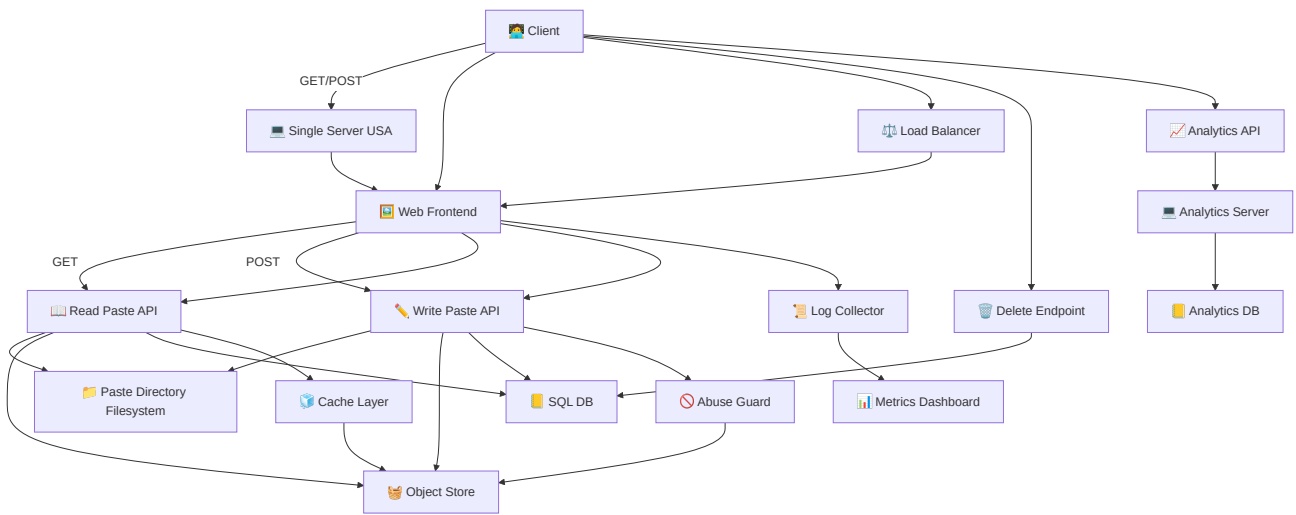 🧑‍💻 Client
GET/POST
💻 Single Server USA
⚖️ Load Balancer
📈 Analytics API
🖼️ Web Frontend
💻 Analytics Server
GET
POST
📖 Read Paste API
✏️ Write Paste API
📜 Log Collector
🗑️ Delete Endpoint
📒 Analytics DB
📁 Paste Directory
Filesystem
🧊 Cache Layer
📒 SQL DB
🚫 Abuse Guard
📊 Metrics Dashboard
🧺 Object Store